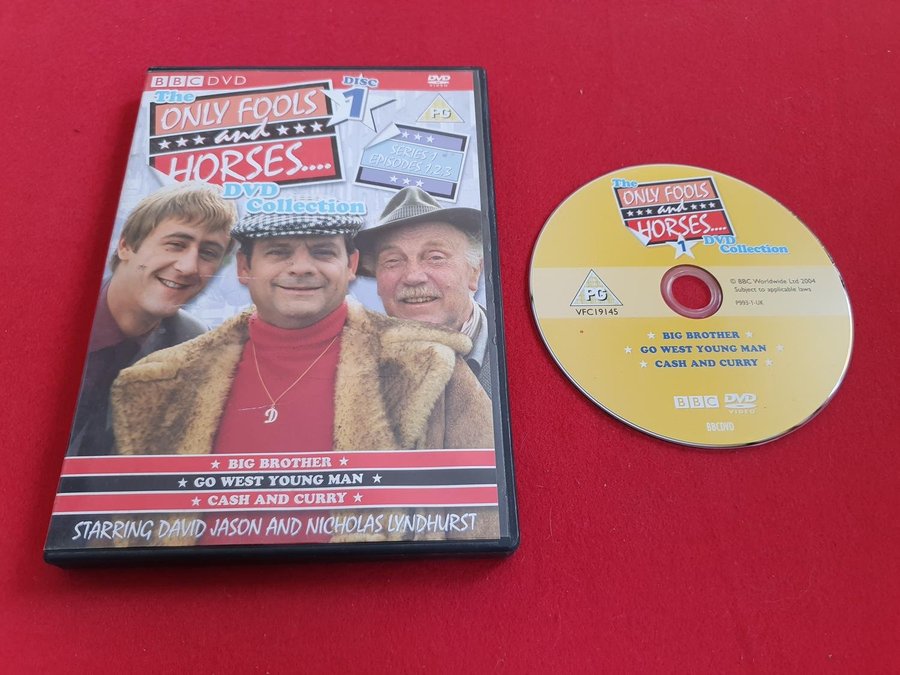 BBC DVD
DISC
1
DVD
VIDEO
The
ONLY FOOLS
and
HORSES....
DVD
Collection
PG
SERIES 1
EPISODES 1,2,3
D
BIG BROTHER
GO WEST YOUNG MAN
CASH AND CURRY
STARRING DAVID JASON AND NICHOLAS LYNDHURST
The
ONLY FOOLS
and
HORSES....
1
DVD
Collection
PG
VFC19145
© BBC Worldwide Ltd 2004
Subject to applicable laws
P993-1-UK
BIG BROTHER
GO WEST YOUNG MAN
CASH AND CURRY
BBC DVD
VIDEO
BBCDVD